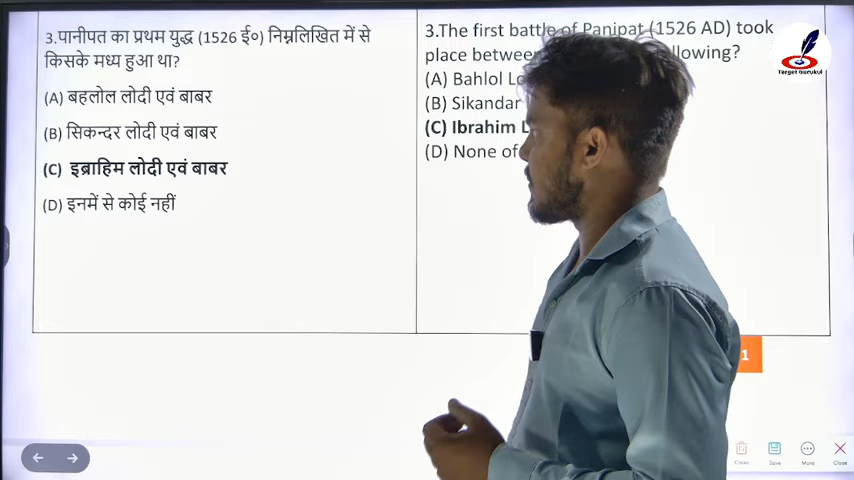 3.पानीपत का प्रथम युद्ध (1526 ई०) निम्नलिखित में से
किसके मध्य हुआ था?
(A) बहलोल लोदी एवं बाबर
(B) सिकन्दर लोदी एवं बाबर
(C) इब्राहिम लोदी एवं बाबर
(D) इनमें से कोई नहीं
3.The first battle of Panipat (1526 AD) took
place between
(A) Bahlol
(B) Sikandar
(C) Ibrahim
(D) None of
Target Gurukul
1
Save
More
Close